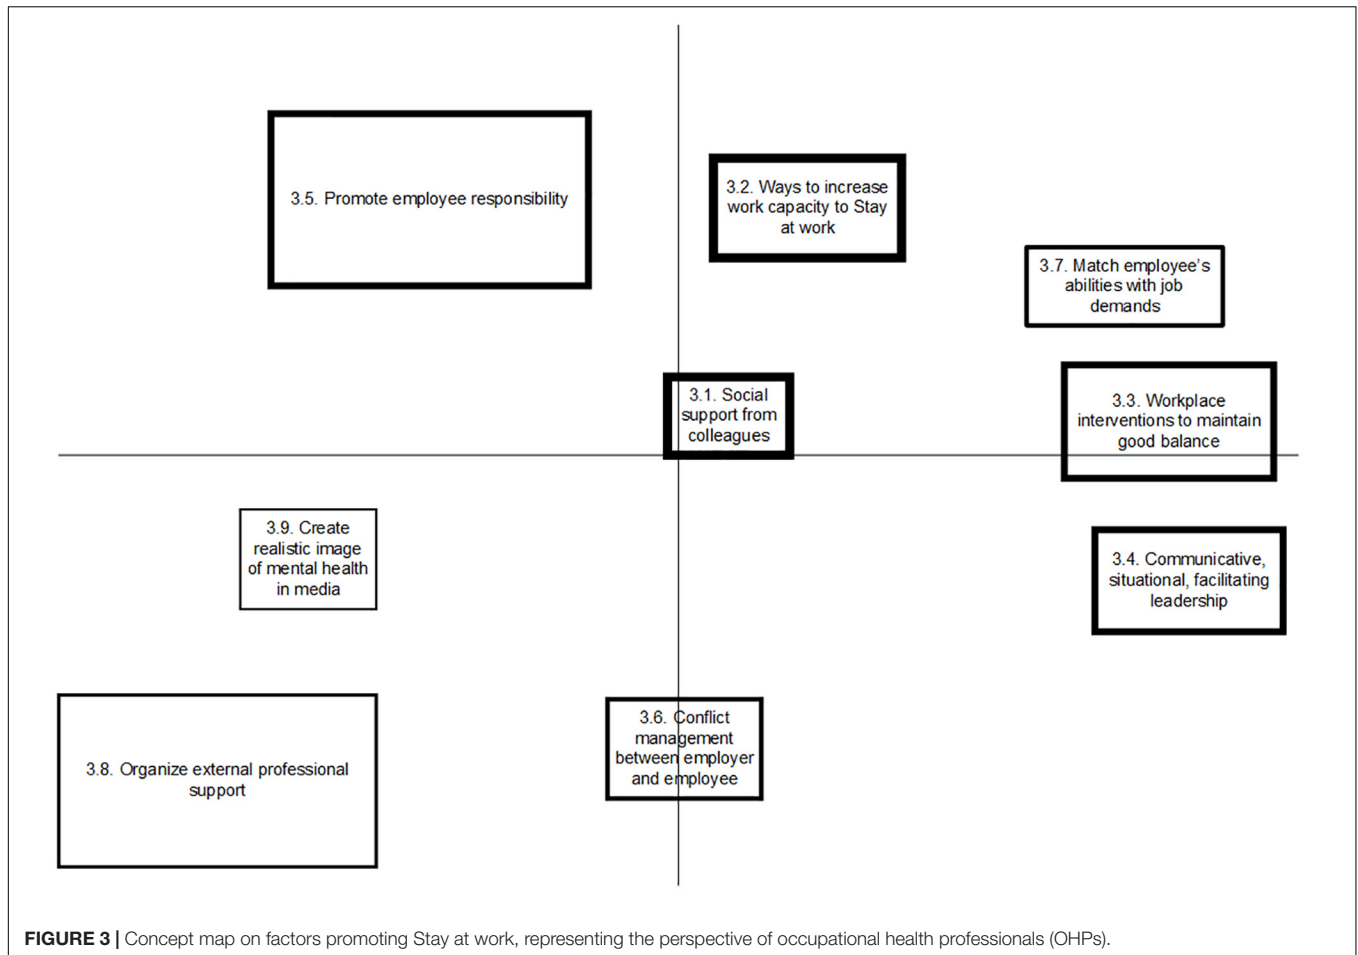 3.5. Promote employee responsibility
3.2. Ways to increase
work capacity to Stay
at work
3.7. Match employee's
abilities with job
demands
3.1. Social
support from
colleagues
3.3. Workplace
interventions to maintain
good balance
3.9. Create
realistic image
of mental health
in media
3.4. Communicative,
situational, facilitating
leadership
3.8. Organize external professional
support
3.6. Conflict
management
between employer
and employee
FIGURE 3 | Concept map on factors promoting Stay at work, representing the perspective of occupational health professionals (OHPs).